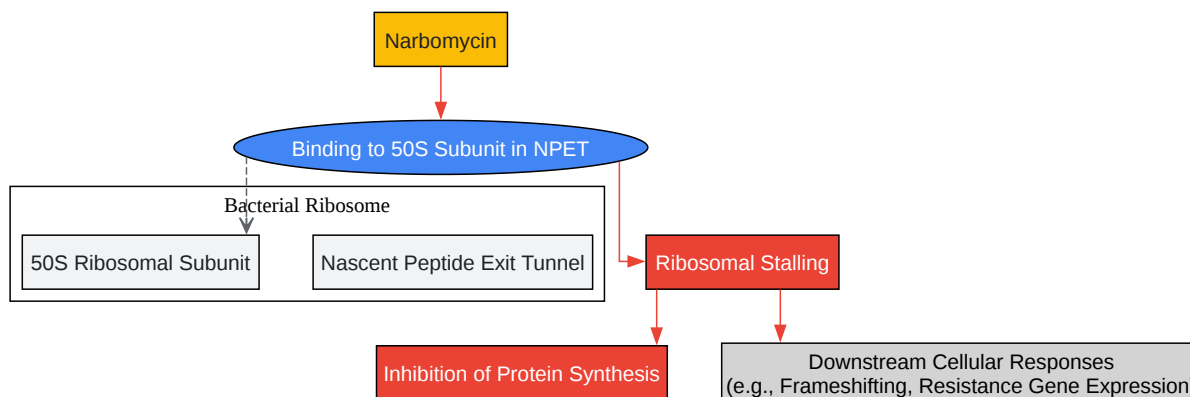 Narbomycin
Binding to 50S Subunit in NPET
Bacterial Ribosome
50S Ribosomal Subunit
Nascent Peptide Exit Tunnel
Ribosomal Stalling
Inhibition of Protein Synthesis
Downstream Cellular Responses
(e.g., Frameshifting, Resistance Gene Expression